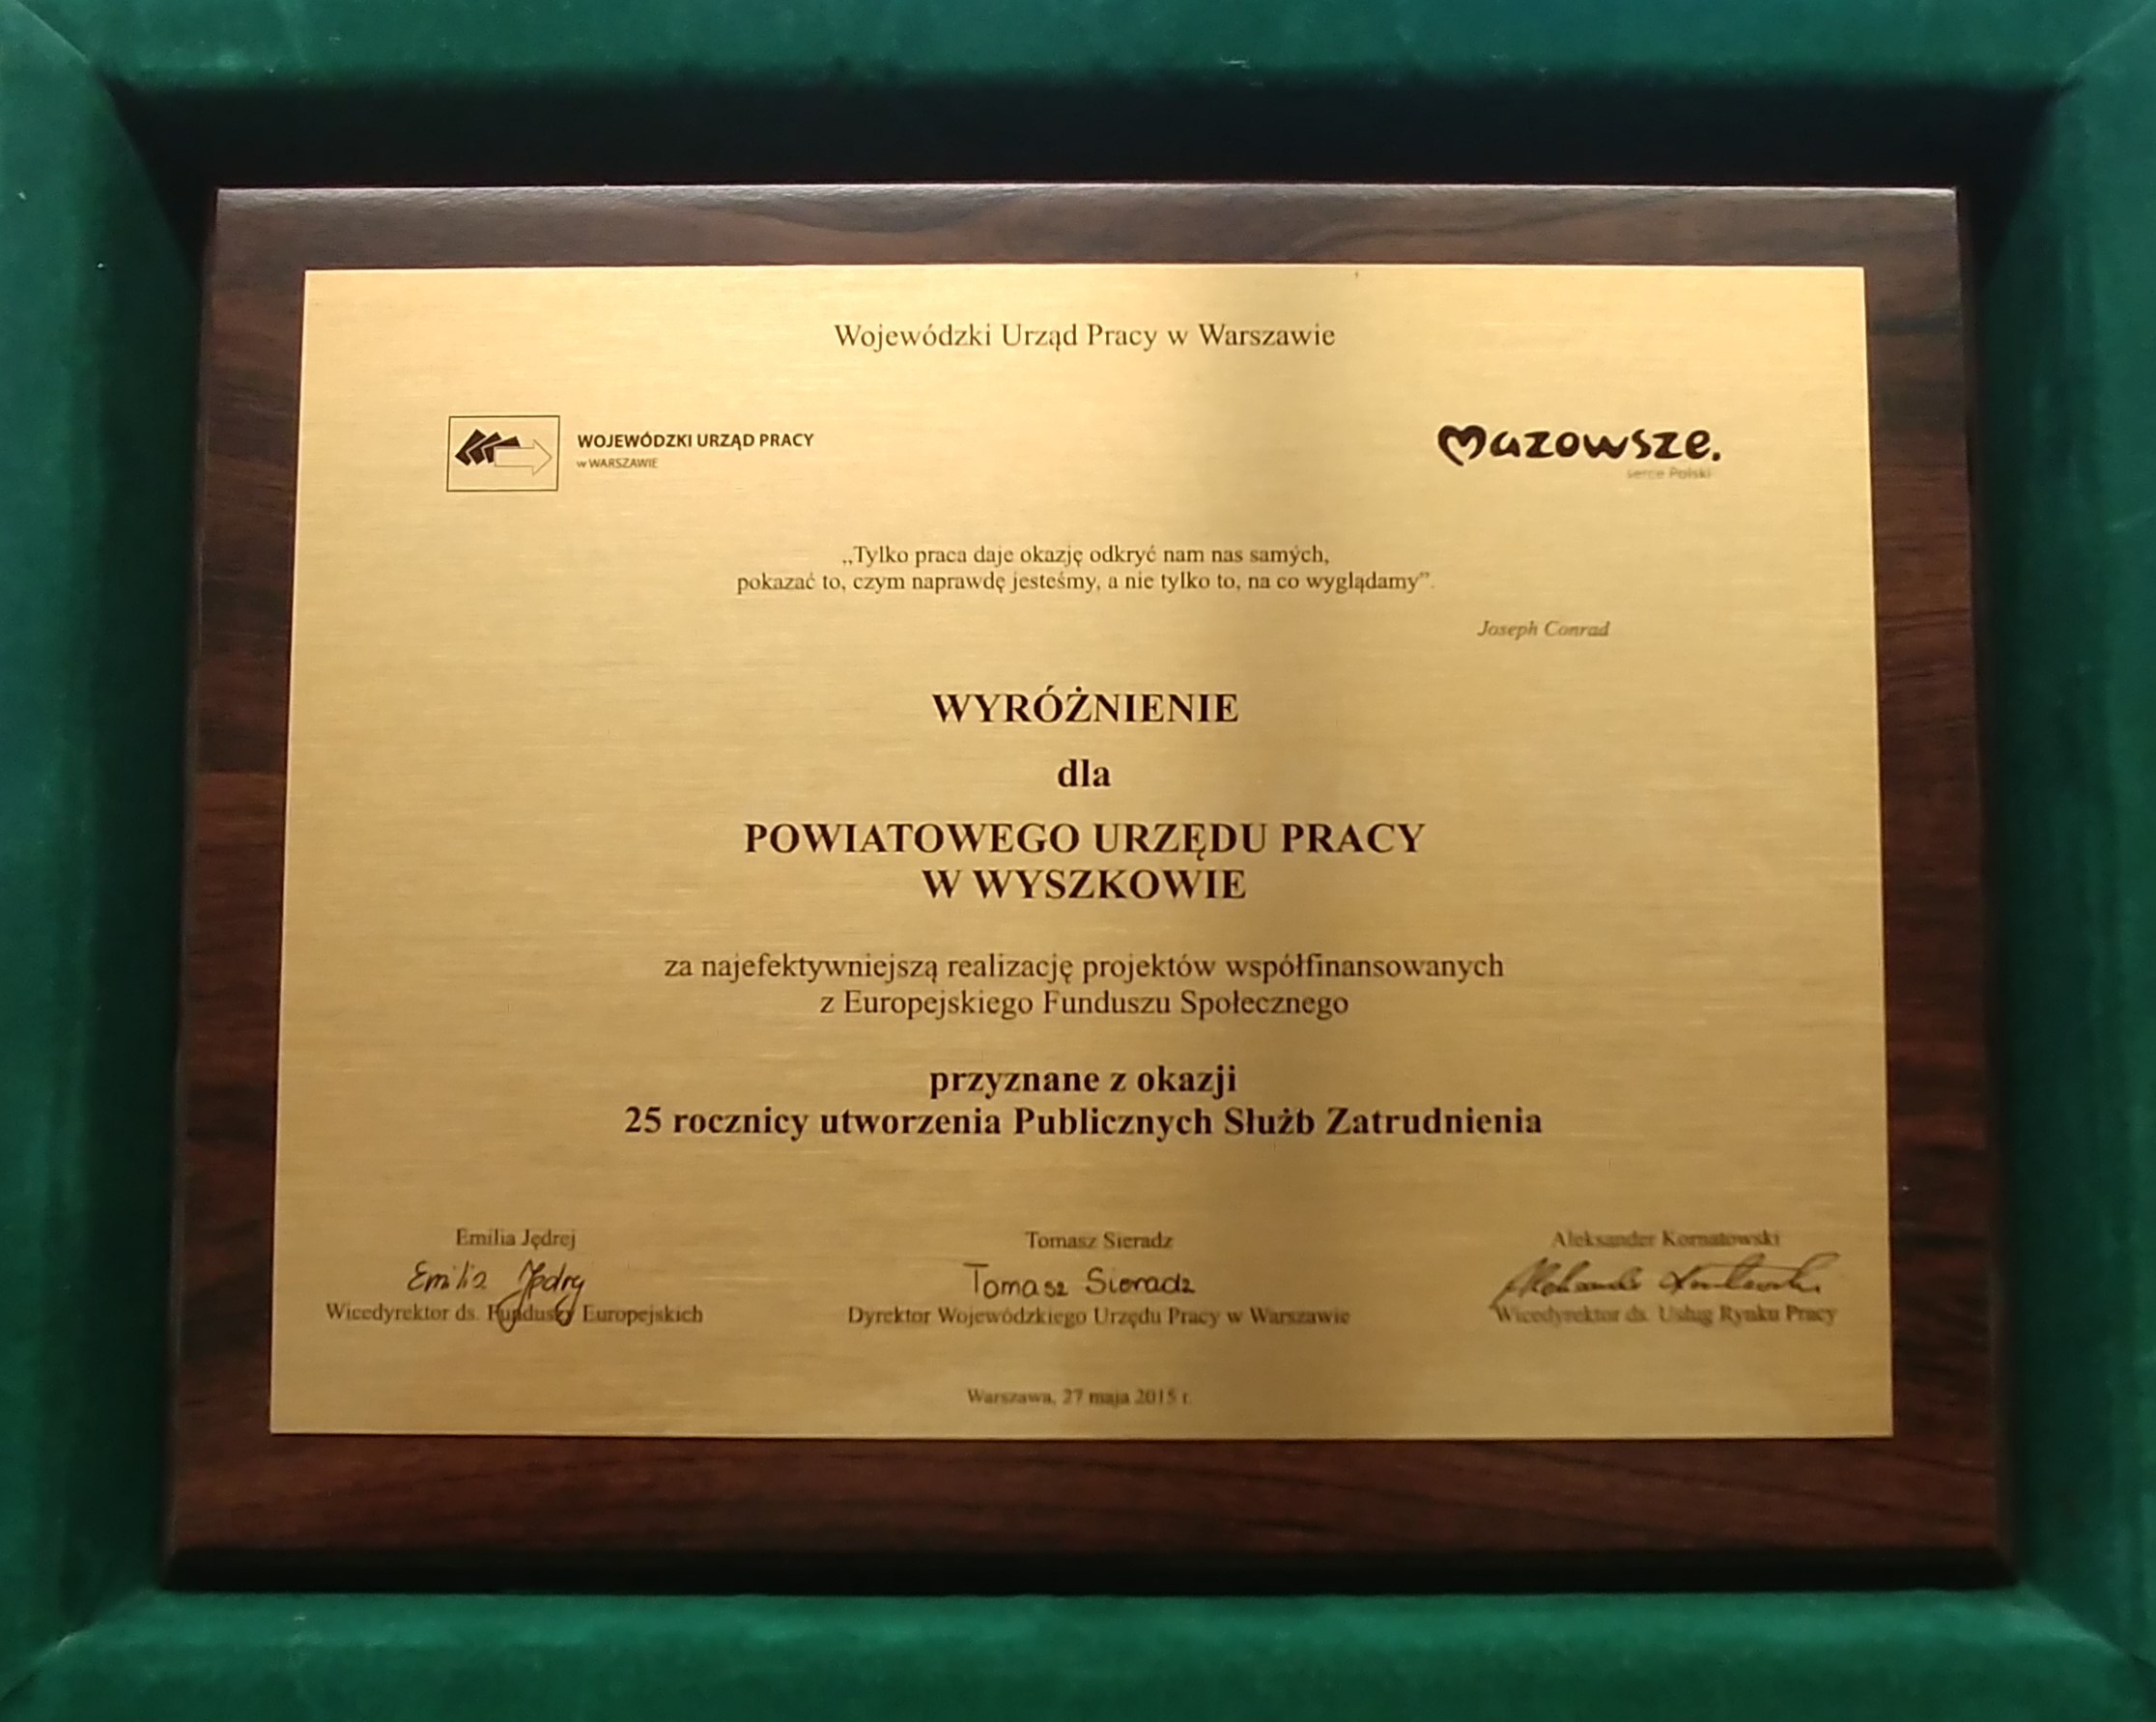 Wojewódzki Urząd Pracy w Warszawie
WOJEWÓDZKI URZĄD PRACY
w WARSZAWIE
Mazowsze.
serce Polski
„Tylko praca daje okazję odkryć nam nas samych,
pokazać to, czym naprawdę jesteśmy, a nie tylko to, na co wyglądamy”.
Joseph Conrad
WYRÓŻNIENIE
dla
POWIATOWEGO URZĘDU PRACY
W WYSZKOWIE
za najefektywniejszą realizację projektów współfinansowanych
z Europejskiego Funduszu Społecznego
przyznane z okazji
25 rocznicy utworzenia Publicznych Służb Zatrudnienia
Emilia Jędrej
Emilia Jędrej
Wicedyrektor ds. Funduszy Europejskich
Tomasz Sieradz
Tomasz Sieradz
Dyrektor Wojewódzkiego Urzędu Pracy w Warszawie
Aleksander Kornatowski
Aleksander Kornatowski
Wicedyrektor ds. Usług Rynku Pracy
Warszawa, 27 maja 2015 r.